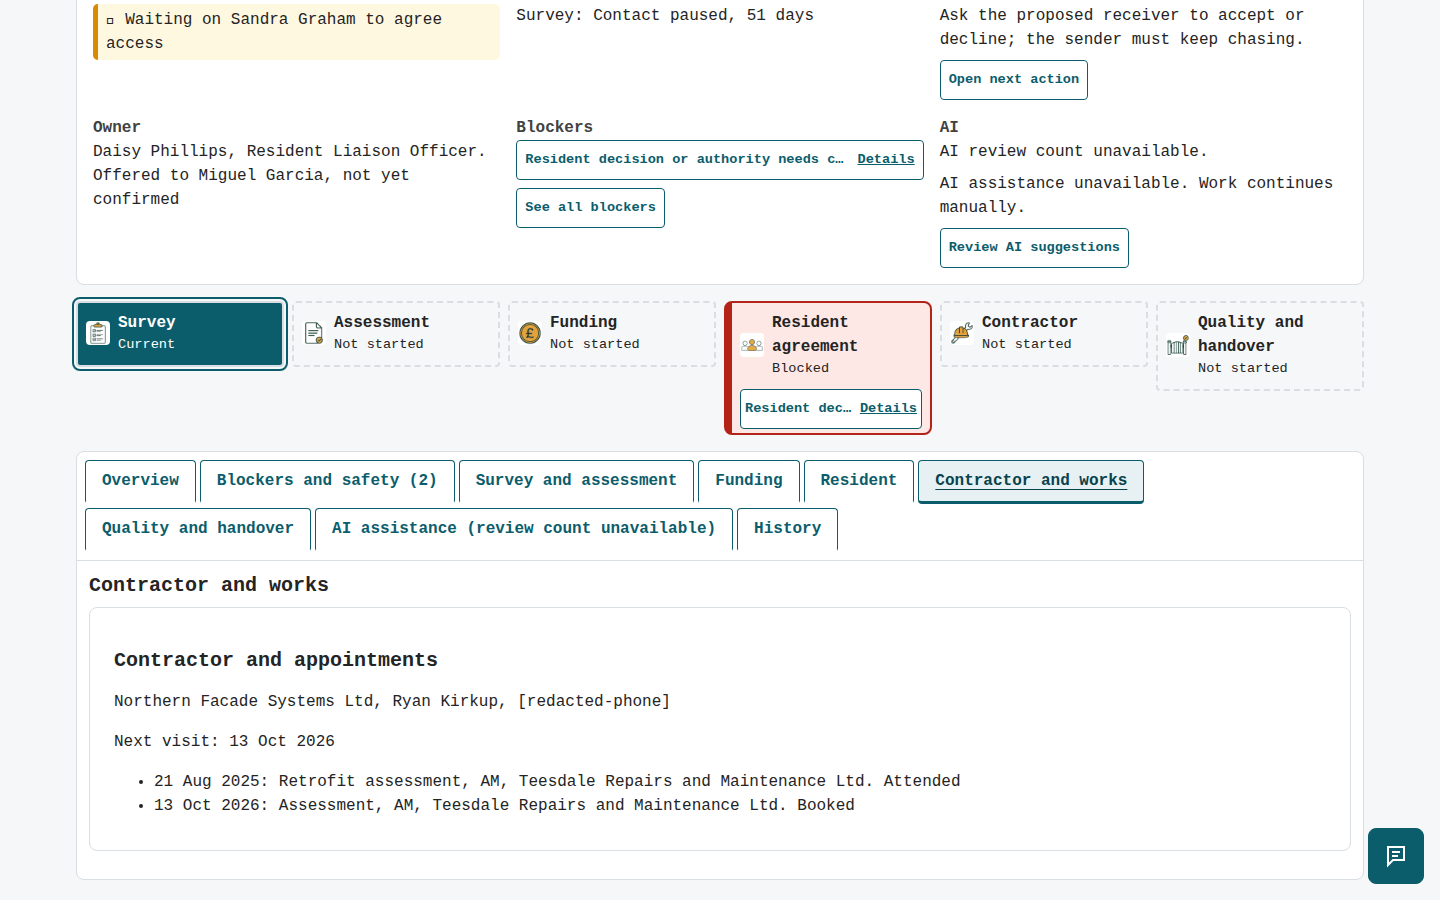 Waiting on Sandra Graham to agree
access
Survey: Contact paused, 51 days
Ask the proposed receiver to accept or
decline; the sender must keep chasing.
Open next action
Owner
Daisy Phillips, Resident Liaison Officer.
Offered to Miguel Garcia, not yet
confirmed
Blockers
Resident decision or authority needs c… Details
See all blockers
AI
AI review count unavailable.
AI assistance unavailable. Work continues
manually.
Review AI suggestions
Survey
Current
Assessment
Not started
Funding
Not started
Resident
agreement
Blocked
Resident dec… Details
Contractor
Not started
Quality and
handover
Not started
Overview
Blockers and safety (2)
Survey and assessment
Funding
Resident
Contractor and works
Quality and handover
AI assistance (review count unavailable)
History
Contractor and works
Contractor and appointments
Northern Facade Systems Ltd, Ryan Kirkup, [redacted-phone]
Next visit: 13 Oct 2026
• 21 Aug 2025: Retrofit assessment, AM, Teesdale Repairs and Maintenance Ltd. Attended
• 13 Oct 2026: Assessment, AM, Teesdale Repairs and Maintenance Ltd. Booked